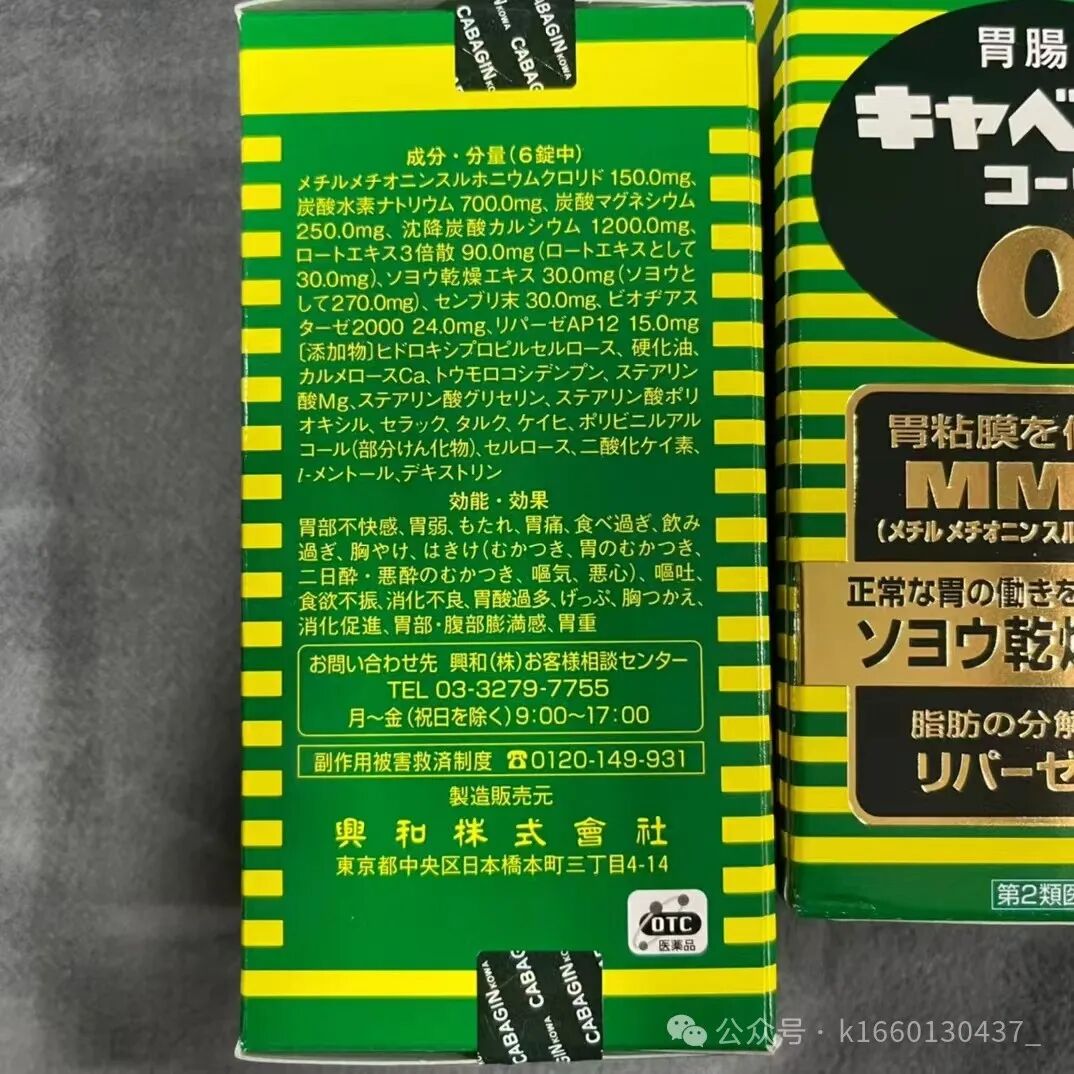 CABAGIN KOWA
CABAGIN KOWA
成分・分量(6錠中)
メチルメチオニンスルホニウムクロリド 150.0mg、
炭酸水素ナトリウム 700.0mg、炭酸マグネシウム
250.0mg、沈降炭酸カルシウム 1200.0mg、
ロートエキス3倍散 90.0mg(ロートエキスとして
30.0mg)、ソヨウ乾燥エキス 30.0mg(ソヨウと
して270.0mg)、センブリ末 30.0mg、ビオヂアス
ターゼ2000 24.0mg、リパーゼAP12 15.0mg
〔添加物〕ヒドロキシプロピルセルロース、硬化油、
カルメロースCa、トウモロコシデンプン、ステアリン
酸Mg、ステアリン酸グリセリン、ステアリン酸ポリ
オキシル、セラック、タルク、ケイヒ、ポリビニルアル
コール(部分けん化物)、セルロース、二酸化ケイ素、
l-メントール、デキストリン
効能・効果
胃部不快感、胃弱、もたれ、胃痛、食べ過ぎ、飲み
過ぎ、胸やけ、はきけ(むかつき、胃のむかつき、
二日酔・悪酔のむかつき、嘔気、悪心)、嘔吐、
食欲不振、消化不良、胃酸過多、げっぷ、胸つかえ、
消化促進、胃部・腹部膨満感、胃重
お問い合わせ先 興和(株)お客様相談センター
TEL 03-3279-7755
月〜金(祝日を除く)9:00〜17:00
副作用被害救済制度 ☎0120-149-931
製造販売元
興和株式會社
東京都中央区日本橋本町三丁目4-14
OTC
医薬品
CABAGIN KOWA
CABAGIN KOWA
CABAGIN KOWA
胃腸
キャベ
コー
胃粘膜を
MM
(メチルメチオニンスル
正常な胃の働きを
ソヨウ乾
脂肪の分解
リパーゼ
第2類医
公众号・k1660130437_